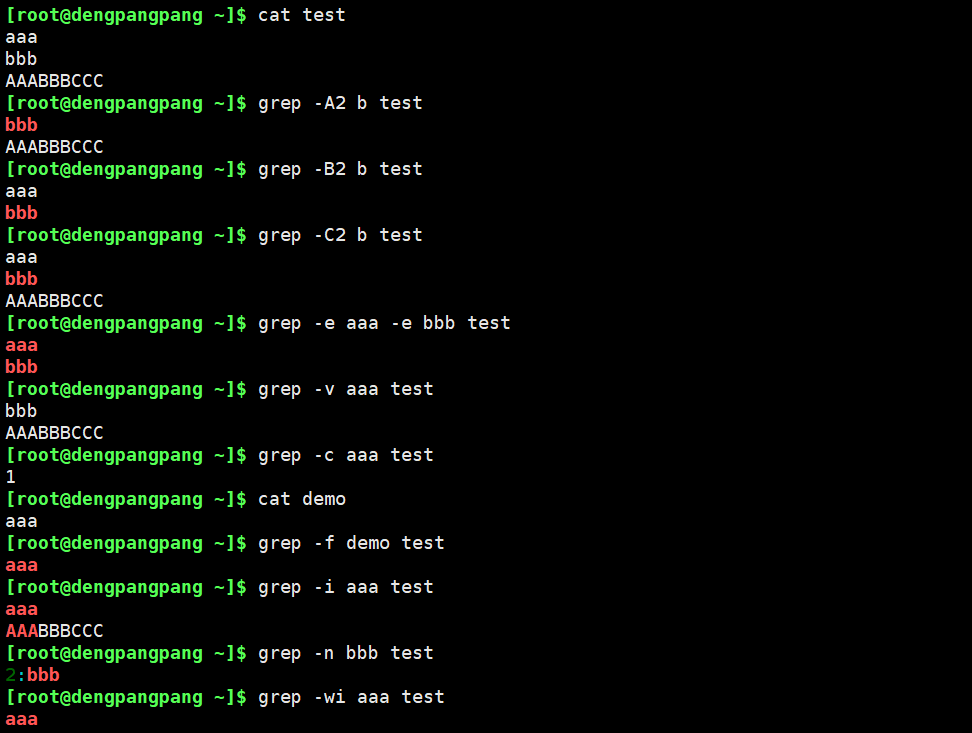 [root@dengpangpang ~]$ cat test
aaa
bbb
AAABBBCCC
[root@dengpangpang ~]$ grep -A2 b test
bbb
AAABBBCCC
[root@dengpangpang ~]$ grep -B2 b test
aaa
bbb
[root@dengpangpang ~]$ grep -C2 b test
aaa
bbb
AAABBBCCC
[root@dengpangpang ~]$ grep -e aaa -e bbb test
aaa
bbb
[root@dengpangpang ~]$ grep -v aaa test
bbb
AAABBBCCC
[root@dengpangpang ~]$ grep -c aaa test
1
[root@dengpangpang ~]$ cat demo
aaa
[root@dengpangpang ~]$ grep -f demo test
aaa
[root@dengpangpang ~]$ grep -i aaa test
aaa
AAABBBCCC
[root@dengpangpang ~]$ grep -n bbb test
2:bbb
[root@dengpangpang ~]$ grep -wi aaa test
aaa